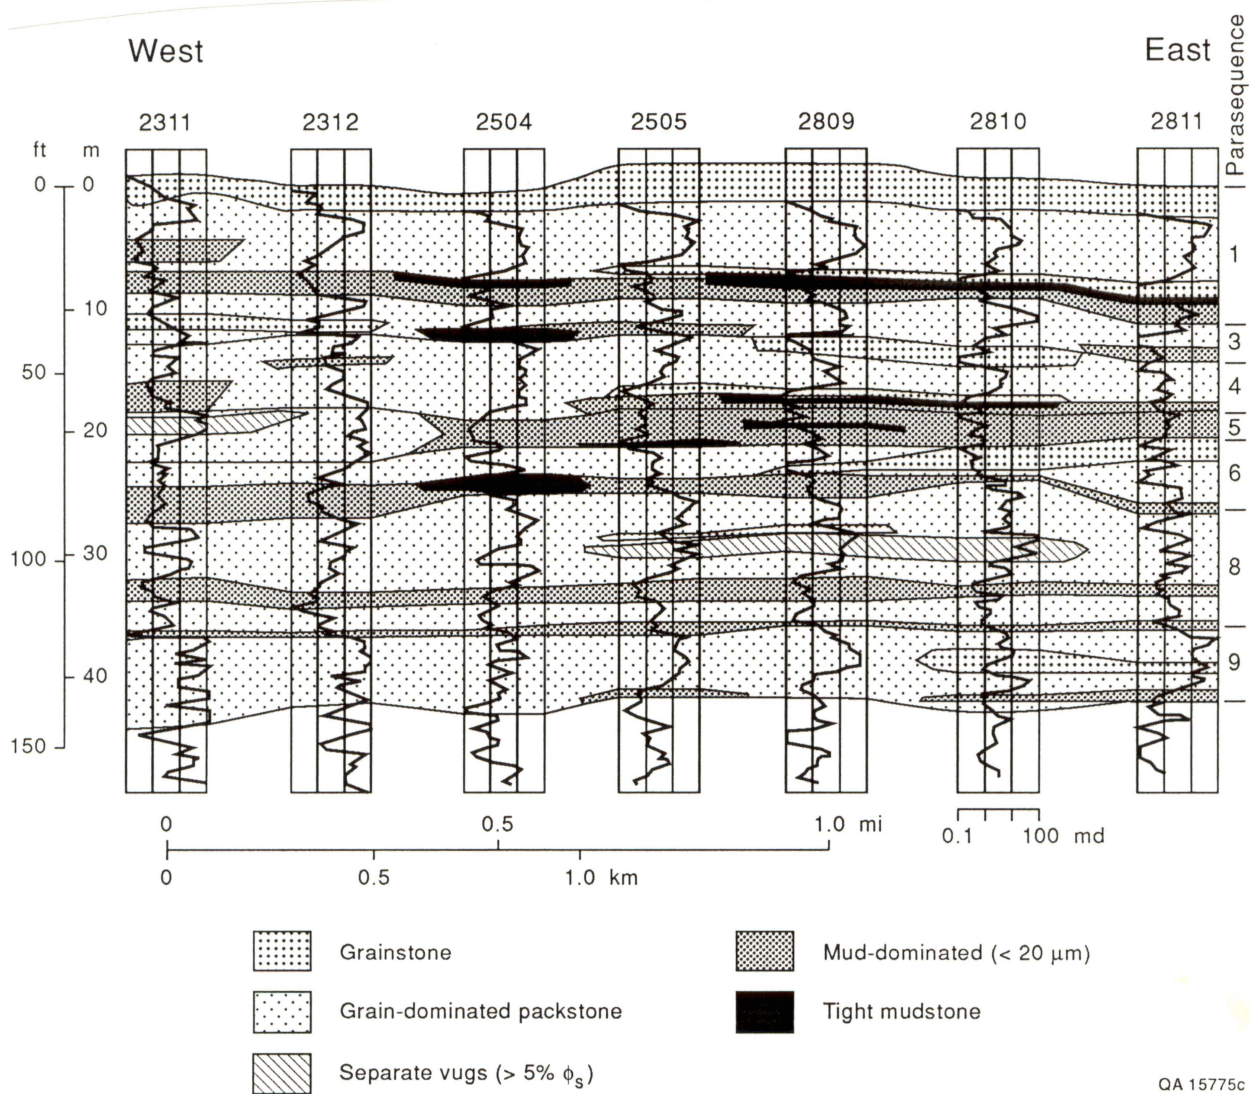 West
East
Parasequence
2311
2312
2504
2505
2809
2810
2811
ft
m
0
0
10
50
20
100
30
40
150
1
3
4
5
6
8
9
0
0.5
1.0 mi
0.1
100 md
0
0.5
1.0 km
Grainstone
Mud-dominated (< 20 μm)
Grain-dominated packstone
Tight mudstone
Separate vugs (> 5% ϕs)
QA 15775c